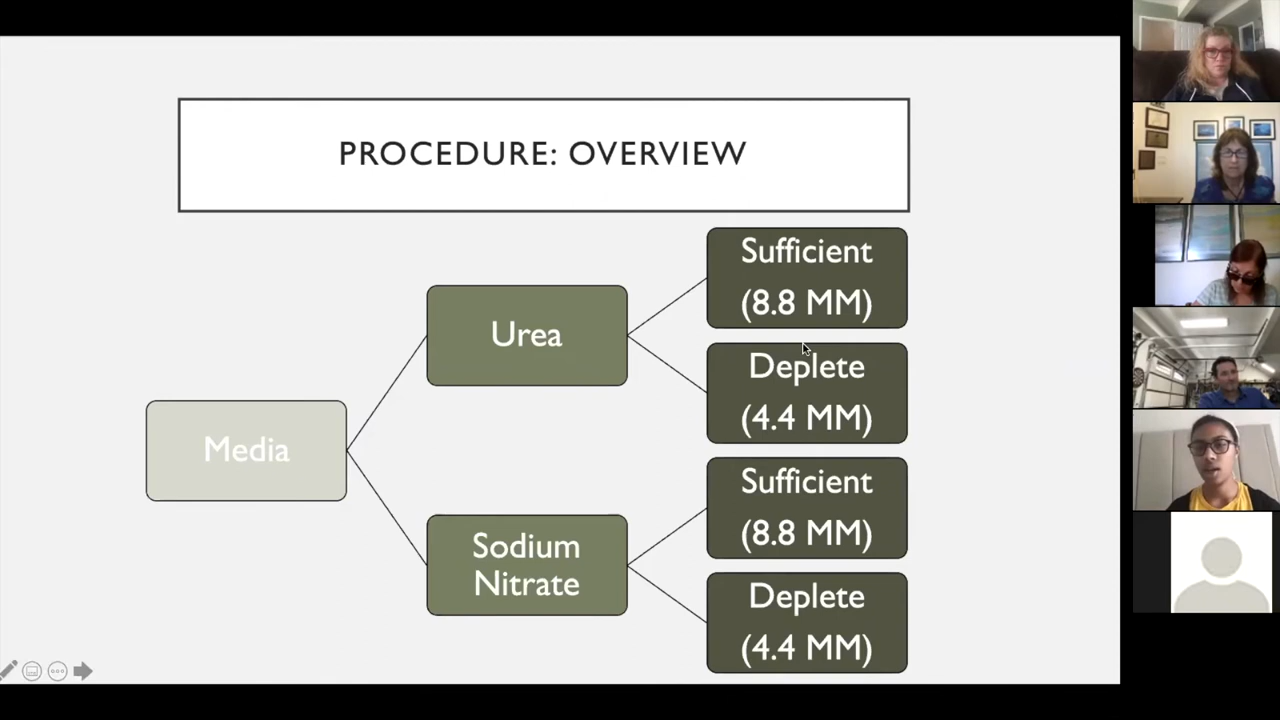 PROCEDURE: OVERVIEW
Media
Urea
Sodium
Nitrate
Sufficient
(8.8 MM)
Deplete
(4.4 MM)
Sufficient
(8.8 MM)
Deplete
(4.4 MM)